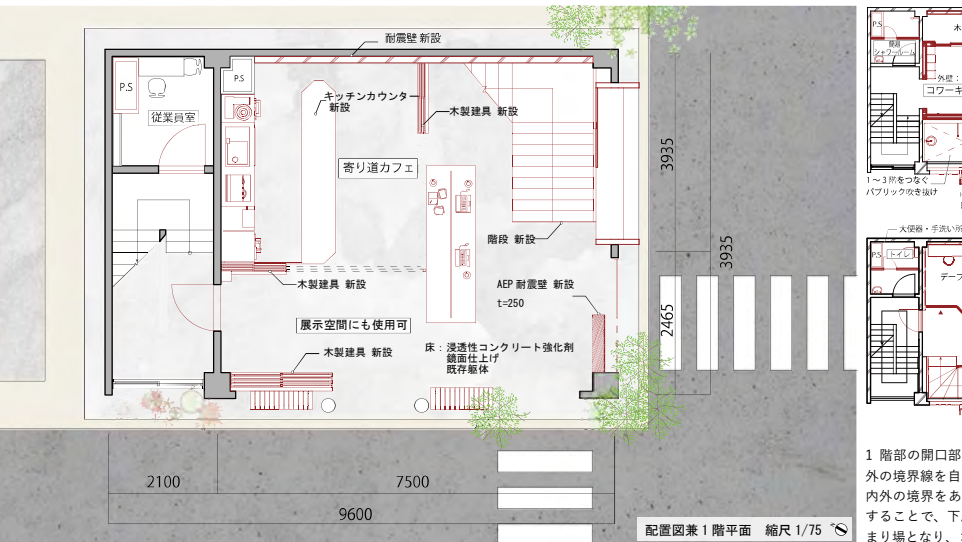 耐震壁 新設
P.S
従業員室
P.S
キッチンカウンター
新設
木製建具 新設
寄り道カフェ
階段 新設
木製建具 新設
AEP 耐震壁 新設
t=250
展示空間にも使用可
木製建具 新設
床：浸透性コンクリート強化剤
鏡面仕上げ
既存躯体
3935
3935
2465
2100
7500
9600
配置図兼1階平面 縮尺 1/75
P.S
木
シャワールーム
外壁：
コワーキ
1～3階をつなぐ
パブリック吹き抜け
大便器・手洗い所
P.S
トイレ
テーブ
1 階部の開口部
外の境界線を自
内外の境界をあ
することで、下
まり場となり、